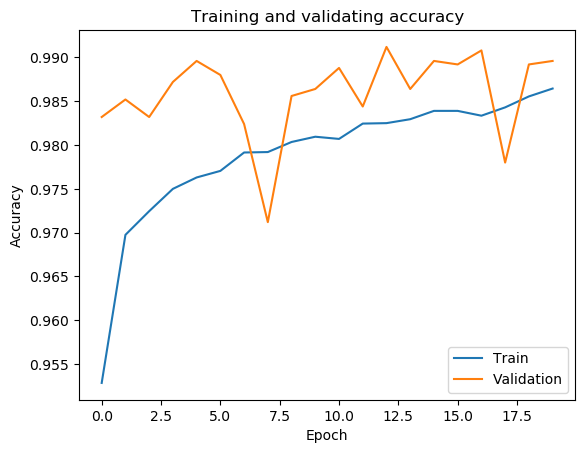 Training and validating accuracy
0.990
0.985
0.980
0.975
0.970
0.965
0.960
0.955
Accuracy
0.0 2.5 5.0 7.5 10.0 12.5 15.0 17.5
Epoch
Train
Validation